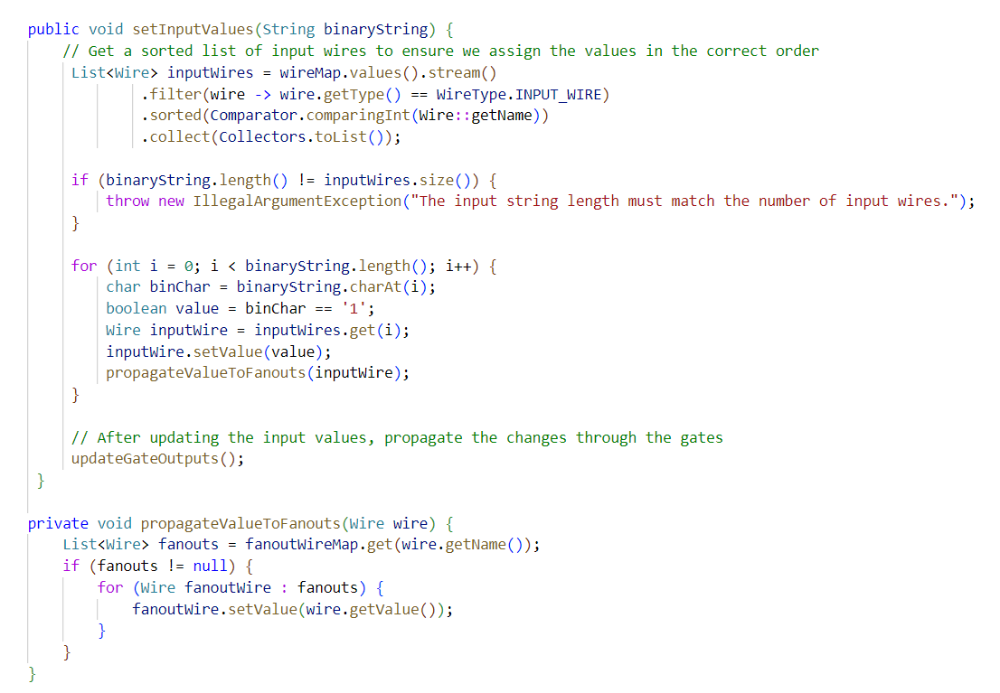 public void setInputValues(String binaryString) {
    // Get a sorted list of input wires to ensure we assign the values in the correct order
     List<Wire> inputWires = wireMap.values().stream()
             .filter(wire -> wire.getType() == WireType.INPUT_WIRE)
             .sorted(Comparator.comparingInt(Wire::getName))
             .collect(Collectors.toList());

     if (binaryString.length() != inputWires.size()) {
         throw new IllegalArgumentException("The input string length must match the number of input wires.");
     }

     for (int i = 0; i < binaryString.length(); i++) {
         char binChar = binaryString.charAt(i);
         boolean value = binChar == '1';
         Wire inputWire = inputWires.get(i);
         inputWire.setValue(value);
         propagateValueToFanouts(inputWire);
     }

     // After updating the input values, propagate the changes through the gates
     updateGateOutputs();
 }

private void propagateValueToFanouts(Wire wire) {
    List<Wire> fanouts = fanoutWireMap.get(wire.getName());
    if (fanouts != null) {
        for (Wire fanoutWire : fanouts) {
            fanoutWire.setValue(wire.getValue());
        }
    }
}